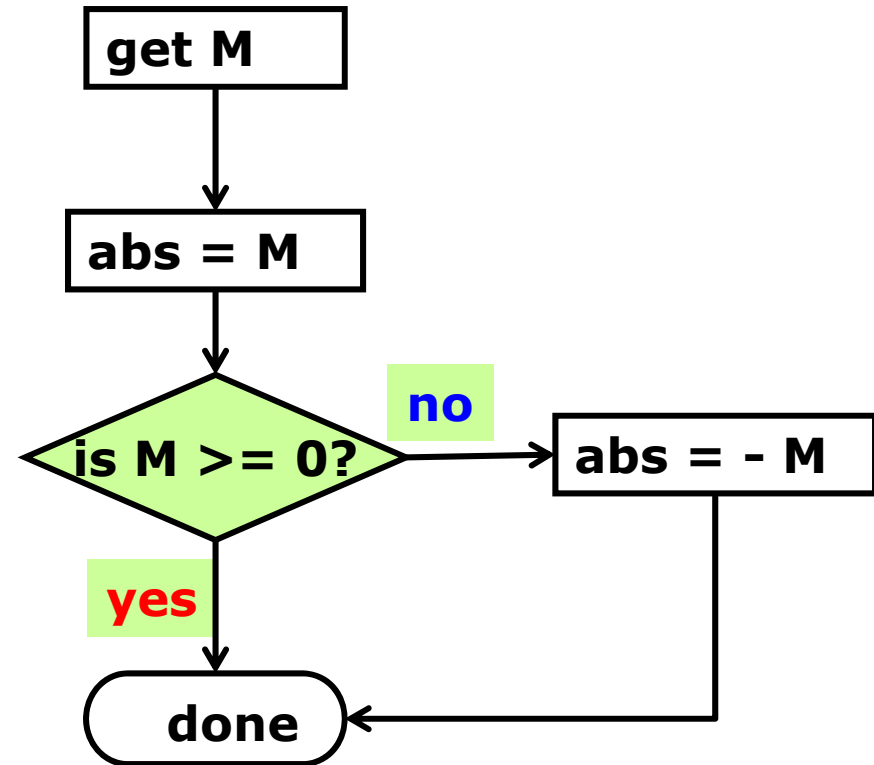 get M
abs = M
is M >= 0?
no
abs = - M
yes
done